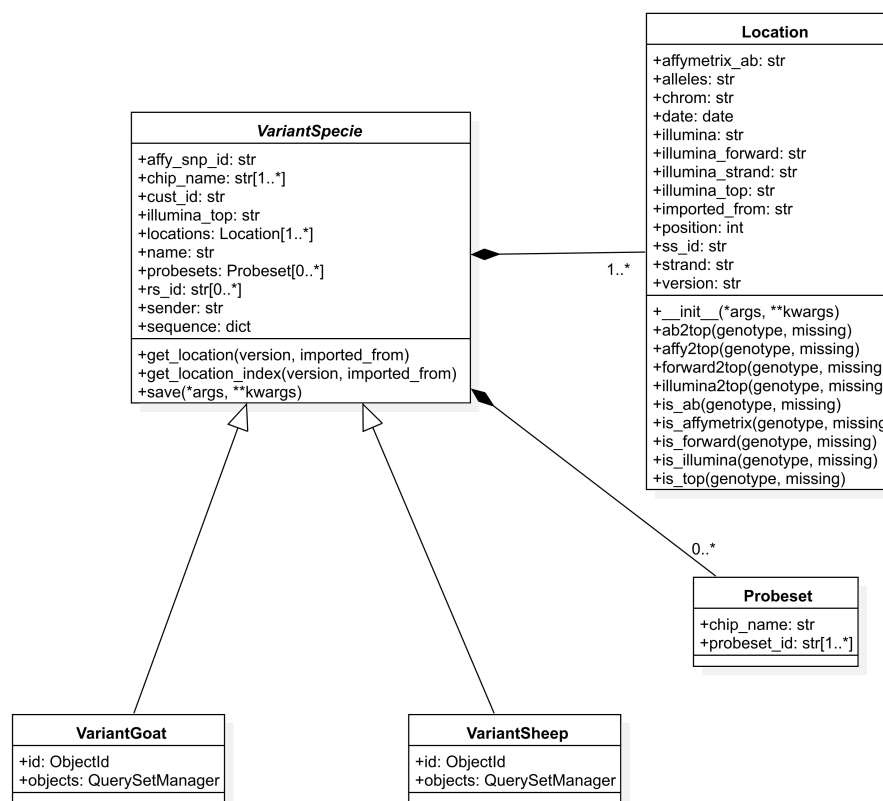 Location
+affymetrix_ab: str
+alleles: str
+chrom: str
+date: date
+illumina: str
+illumina_forward: str
+illumina_strand: str
+illumina_top: str
+imported_from: str
+position: int
+ss_id: str
+strand: str
+version: str
+__init__(*args, **kwargs)
+ab2top(genotype, missing)
+affy2top(genotype, missing)
+forward2top(genotype, missing
+illumina2top(genotype, missing
+is_ab(genotype, missing)
+is_affymetrix(genotype, missing
+is_forward(genotype, missing)
+is_illumina(genotype, missing)
+is_top(genotype, missing)
VariantSpecie
+affy_snp_id: str
+chip_name: str[1..*]
+cust_id: str
+illumina_top: str
+locations: Location[1..*]
+name: str
+probesets: Probeset[0..*]
+rs_id: str[0..*]
+sender: str
+sequence: dict
+get_location(version, imported_from)
+get_location_index(version, imported_from)
+save(*args, **kwargs)
1..*
0..*
Probeset
+chip_name: str
+probeset_id: str[1..*]
VariantGoat
+id: ObjectId
+objects: QuerySetManager
VariantSheep
+id: ObjectId
+objects: QuerySetManager